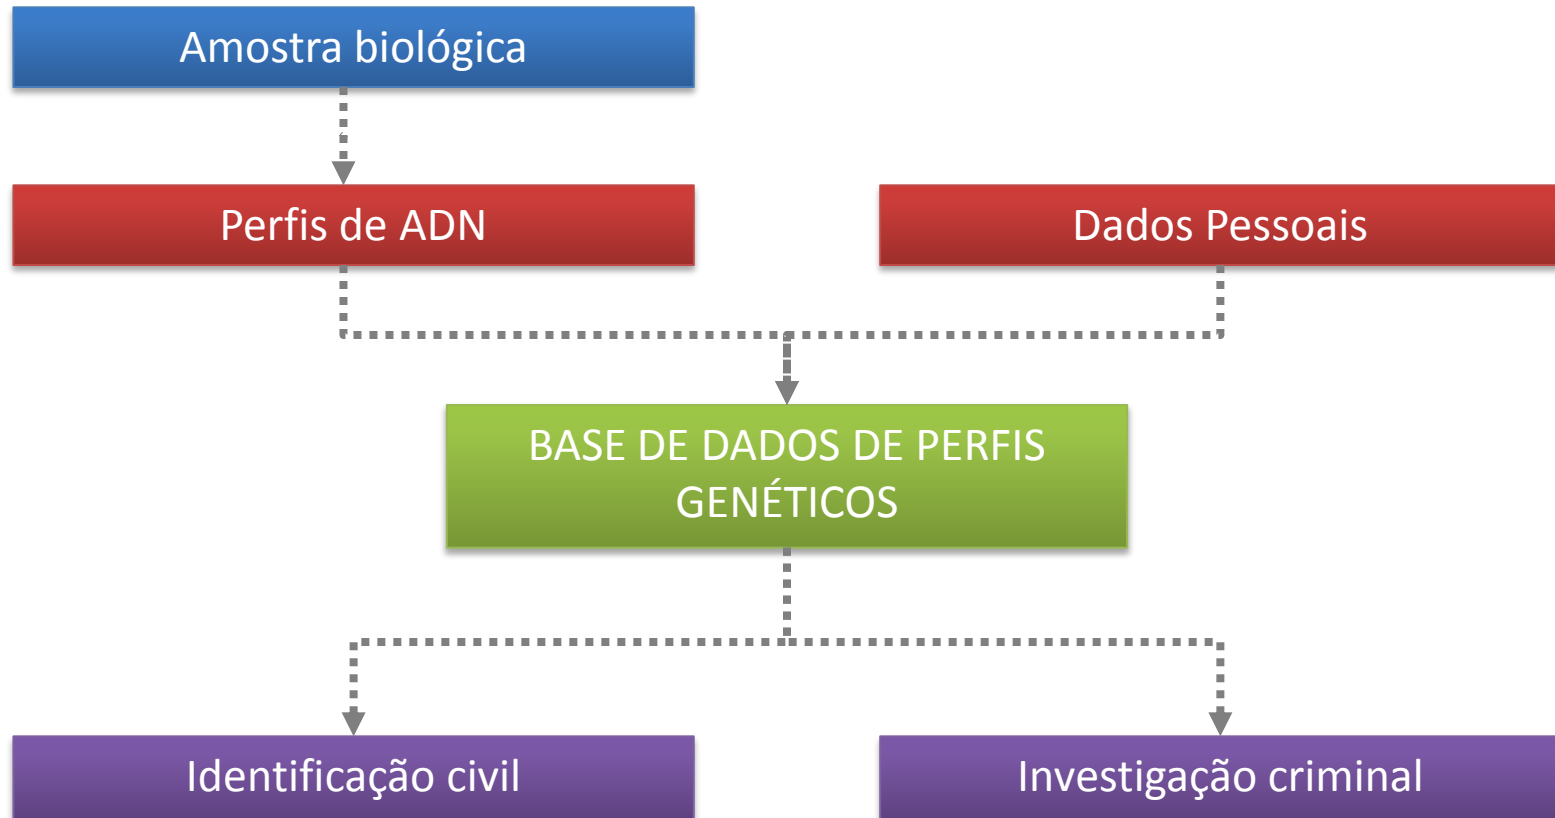 Amostra biológica
Perfis de ADN
Dados Pessoais
BASE DE DADOS DE PERFIS
GENÉTICOS
Identificação civil
Investigação criminal